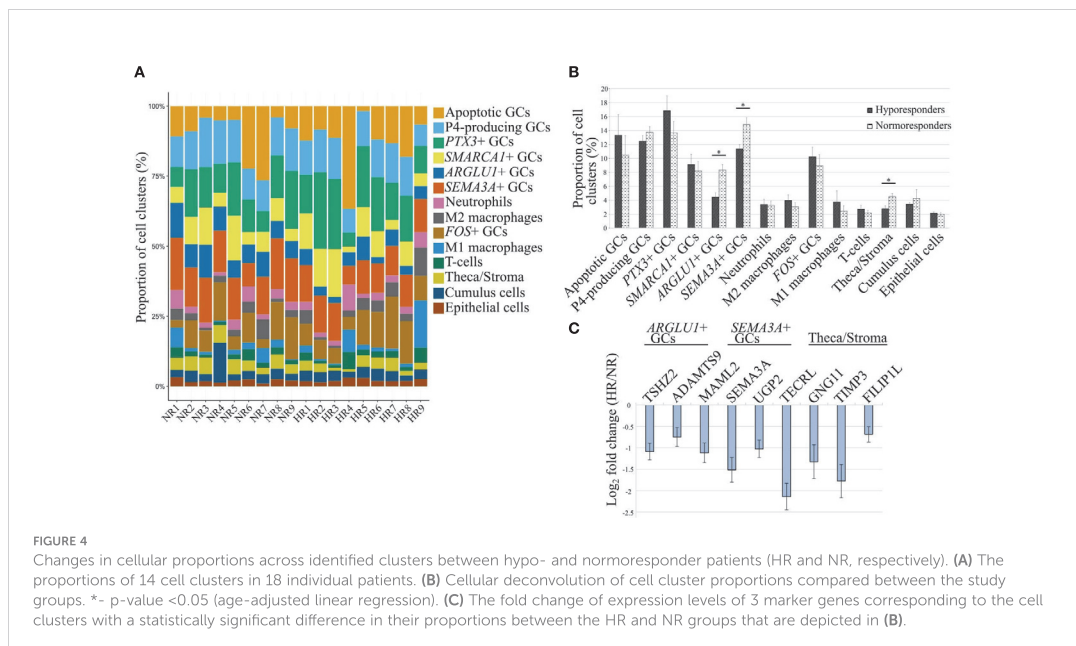 A
Proportion of cell clusters (%)
100%
75%
50%
25%
0%
NR1
NR2
NR3
NR4
NR5
NR6
NR7
NR8
NR9
HR1
HR2
HR3
HR4
HR5
HR6
HR7
HR8
HR9
Apoptotic GCs
P4-producing GCs
PTX3+ GCs
SMARCA1+ GCs
ARGLU1+ GCs
SEMA3A+ GCs
Neutrophils
M2 macrophages
FOS+ GCs
M1 macrophages
T-cells
Theca/Stroma
Cumulus cells
Epithelial cells
B
Proportion of cell
clusters (%)
20
18
16
14
12
10
8
6
4
2
0
Hyporesponders
Normoresponders
*
*
*
Apoptotic GCs
P4-producing GCs
PTX3+ GCs
SMARCA1+ GCs
ARGLU1+ GCs
SEMA3A+ GCs
Neutrophils
M2 macrophages
FOS+ GCs
M1 macrophages
T-cells
Theca/Stroma
Cumulus cells
Epithelial cells
C
ARGLU1+
GCs
SEMA3A+
GCs
Theca/Stroma
TSHZ2
ADAMTS9
MAML2
SEMA3A
UGP2
TECRL
GNG11
TIMP3
FILIP1L
Log2 fold change (HR/NR)
0
-0.5
-1
-1.5
-2
-2.5
FIGURE 4
Changes in cellular proportions across identified clusters between hypo- and normoresponder patients (HR and NR, respectively). (A) The
proportions of 14 cell clusters in 18 individual patients. (B) Cellular deconvolution of cell cluster proportions compared between the study
groups. *- p-value <0.05 (age-adjusted linear regression). (C) The fold change of expression levels of 3 marker genes corresponding to the cell
clusters with a statistically significant difference in their proportions between the HR and NR groups that are depicted in (B).